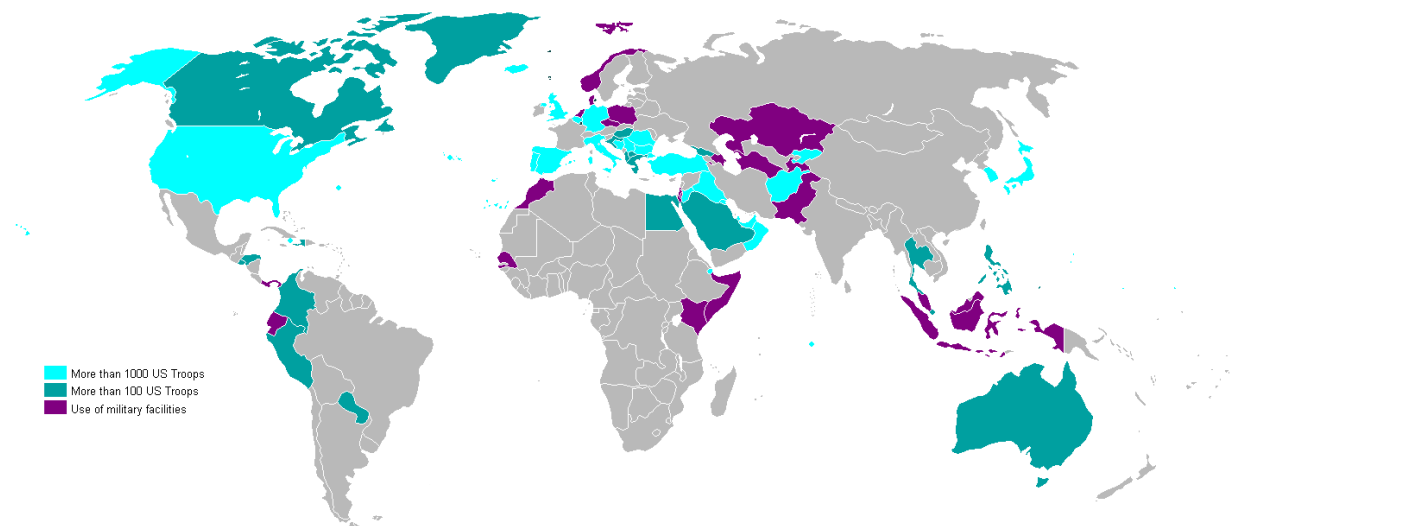 More than 1000 US Troops
More than 100 US Troops
Use of military facilities